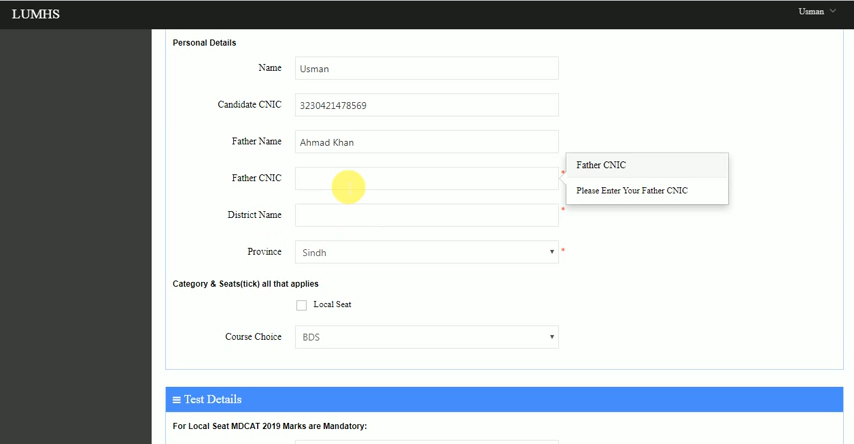 LUMHS
Usman
Personal Details
Name Usman
Candidate CNIC 3230421478569
Father Name Ahmad Khan
Father CNIC *
Father CNIC
Please Enter Your Father CNIC
District Name *
Province Sindh *
Category & Seats(tick) all that applies
Local Seat
Course Choice BDS
Test Details
For Local Seat MDCAT 2019 Marks are Mandatory: